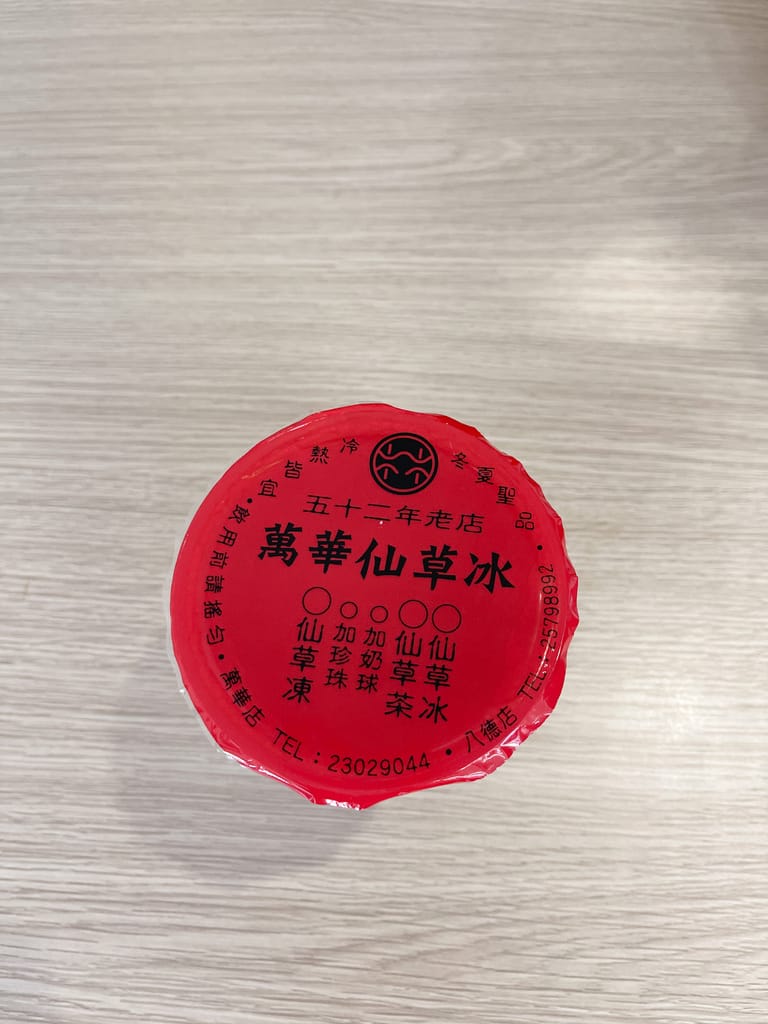 冬夏聖品
冷熱皆宜
五十二年老店
萬華仙草冰
仙草冰
仙草茶
加奶球
加珍珠
仙草凍
•飲用前請搖勻•萬華店 TEL:23029044 •八德店 TEL:25798992•